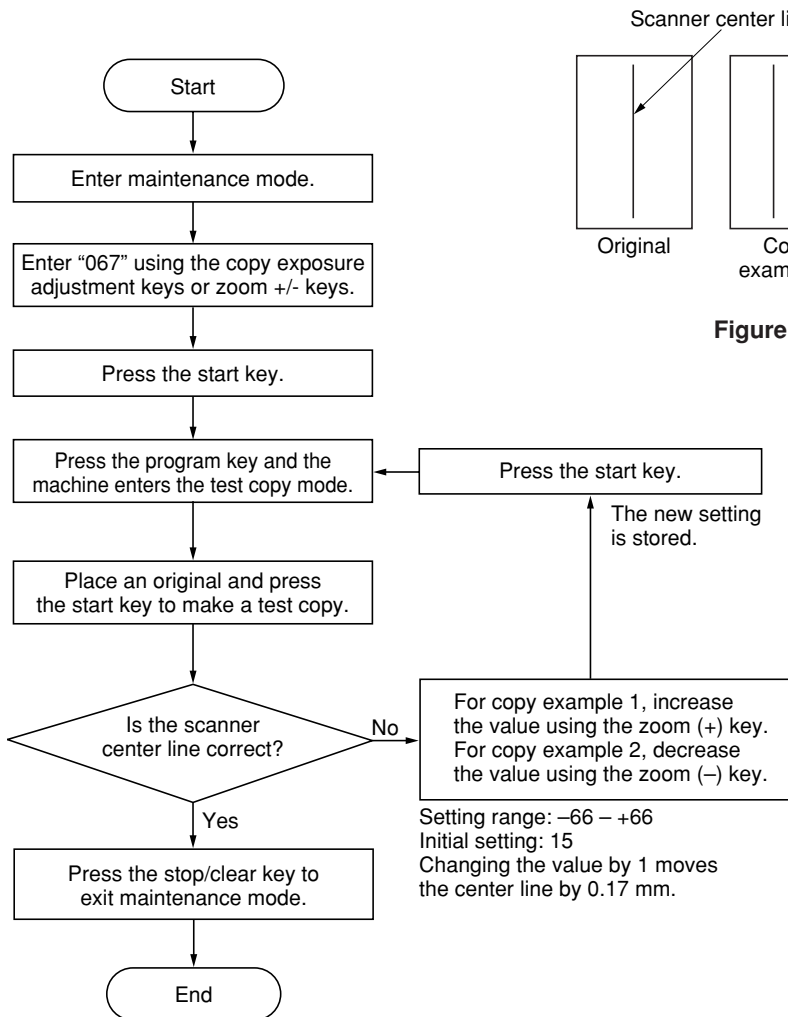 Scanner center
Start
Enter maintenance mode.
Enter “067” using the copy exposure
adjustment keys or zoom +/- keys.
Press the start key.
Press the program key and the
machine enters the test copy mode.
Place an original and press
the start key to make a test copy.
Is the scanner
center line correct?
No
Yes
Press the stop/clear key to
exit maintenance mode.
End
Original
Figure
Press the start key.
The new setting
is stored.
For copy example 1, increase
the value using the zoom (+) key.
For copy example 2, decrease
the value using the zoom (–) key.
Setting range: –66 – +66
Initial setting: 15
Changing the value by 1 moves
the center line by 0.17 mm.